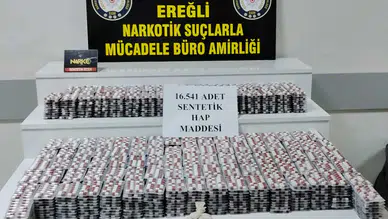 EREĞLİ
NARKOTİK SUÇLARLA
MÜCADELE BÜRO AMİRLİĞİ
NARKO
16.541 ADET
SENTETİK
HAP
MADDESİ